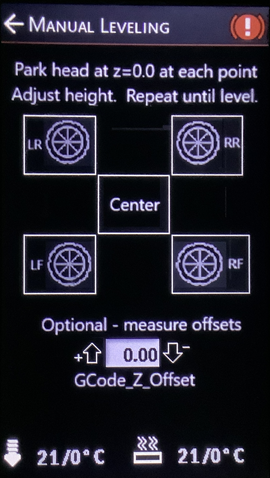 MANUAL LEVELING
Park head at z=0.0 at each point
Adjust height. Repeat until level.
LR
RR
Center
LF
RF
Optional - measure offsets
+ 0.00 -
GCode_Z_Offset
21/0°C 21/0°C